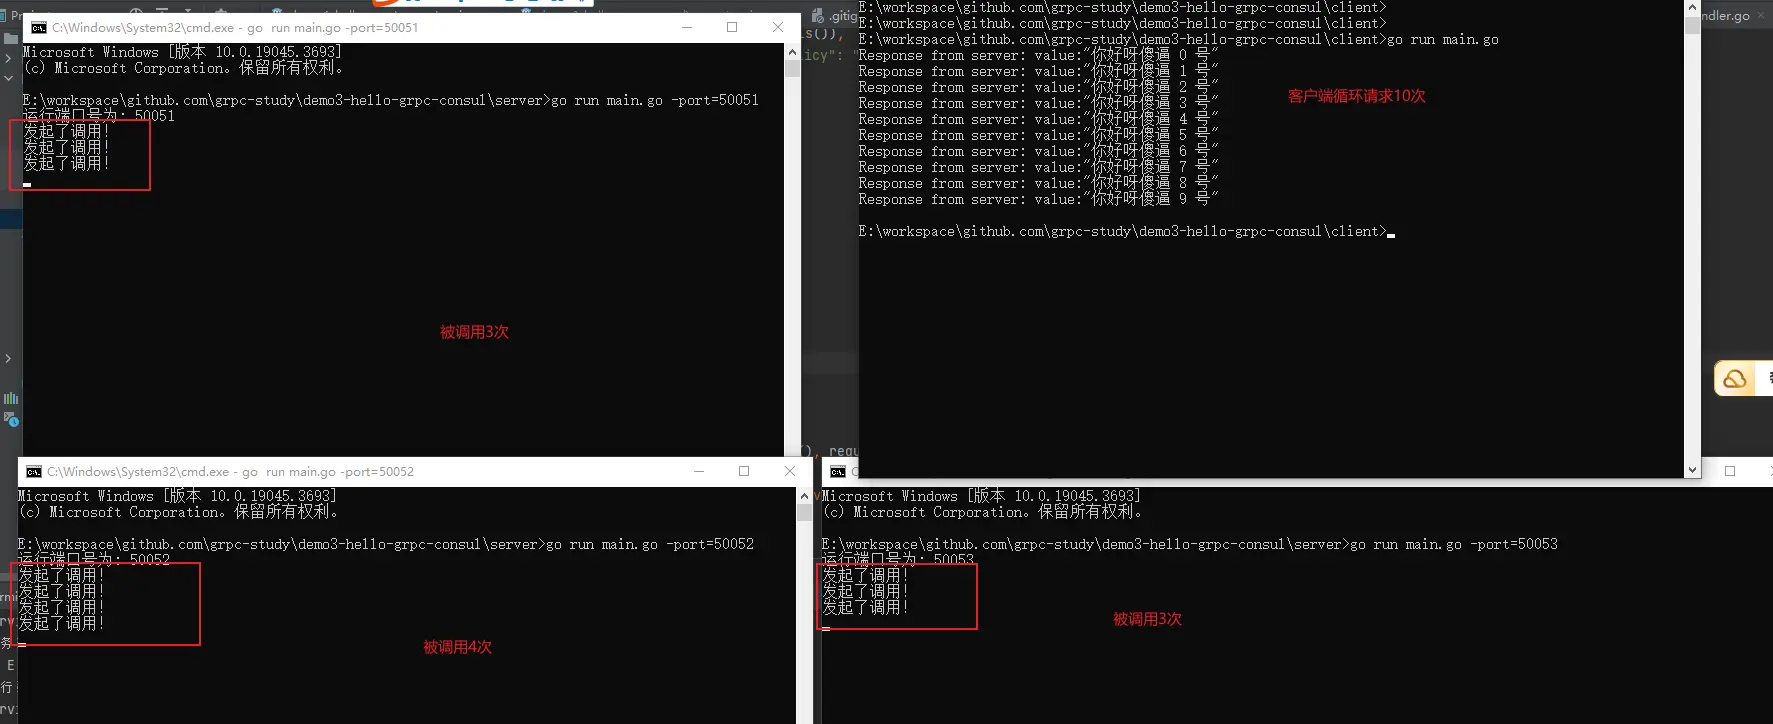 Project
C:\Windows\System32\cmd.exe - go  run main.go -port=50051
Microsoft Windows [版本 10.0.19045.3693]
(c) Microsoft Corporation。保留所有权利。
E:\workspace\github.com\grpc-study\demo3-hello-grpc-consul\server>go run main.go -port=50051
运行端口号为: 50051
发起了调用!
发起了调用!
发起了调用!
被调用3次
.gitig
s()),
licy": "
ndler.go
E:\workspace\github.com\grpc-study\demo3-hello-grpc-consul\client>
E:\workspace\github.com\grpc-study\demo3-hello-grpc-consul\client>
E:\workspace\github.com\grpc-study\demo3-hello-grpc-consul\client>go run main.go
Response from server: value:"你好呀傻逼 0 号"
Response from server: value:"你好呀傻逼 1 号"
Response from server: value:"你好呀傻逼 2 号"
Response from server: value:"你好呀傻逼 3 号"
Response from server: value:"你好呀傻逼 4 号"
Response from server: value:"你好呀傻逼 5 号"
Response from server: value:"你好呀傻逼 6 号"
Response from server: value:"你好呀傻逼 7 号"
Response from server: value:"你好呀傻逼 8 号"
Response from server: value:"你好呀傻逼 9 号"
客户端循环请求10次
E:\workspace\github.com\grpc-study\demo3-hello-grpc-consul\client>
), requ
C:\Windows\System32\cmd.exe - go  run main.go -port=50052
Microsoft Windows [版本 10.0.19045.3693]
(c) Microsoft Corporation。保留所有权利。
E:\workspace\github.com\grpc-study\demo3-hello-grpc-consul\server>go run main.go -port=50052
运行端口号为: 50052
发起了调用!
发起了调用!
发起了调用!
发起了调用!
被调用4次
Microsoft Windows [版本 10.0.19045.3693]
(c) Microsoft Corporation。保留所有权利。
E:\workspace\github.com\grpc-study\demo3-hello-grpc-consul\server>go run main.go -port=50053
运行端口号为: 50053
发起了调用!
发起了调用!
发起了调用!
被调用3次